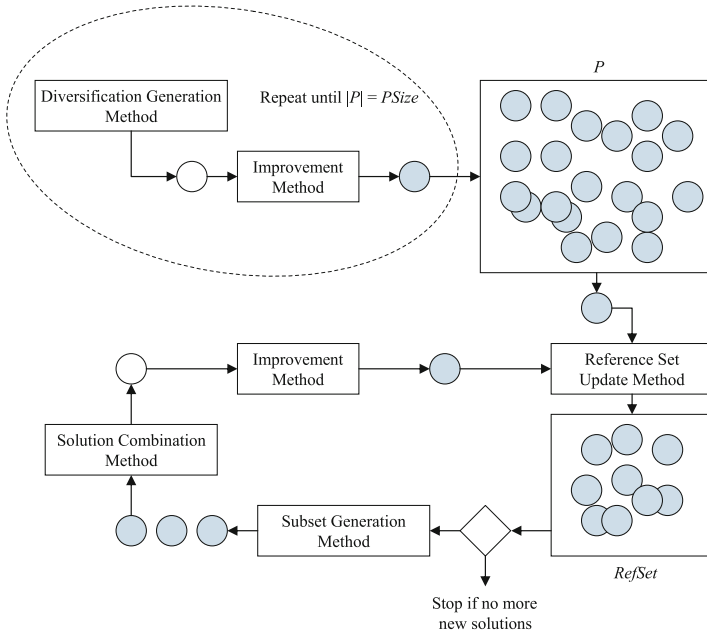 P
Diversification Generation
Method
Repeat until |P| = PSize
Improvement
Method
Improvement
Method
Reference Set
Update Method
Solution Combination
Method
Subset Generation
Method
RefSet
Stop if no more
new solutions